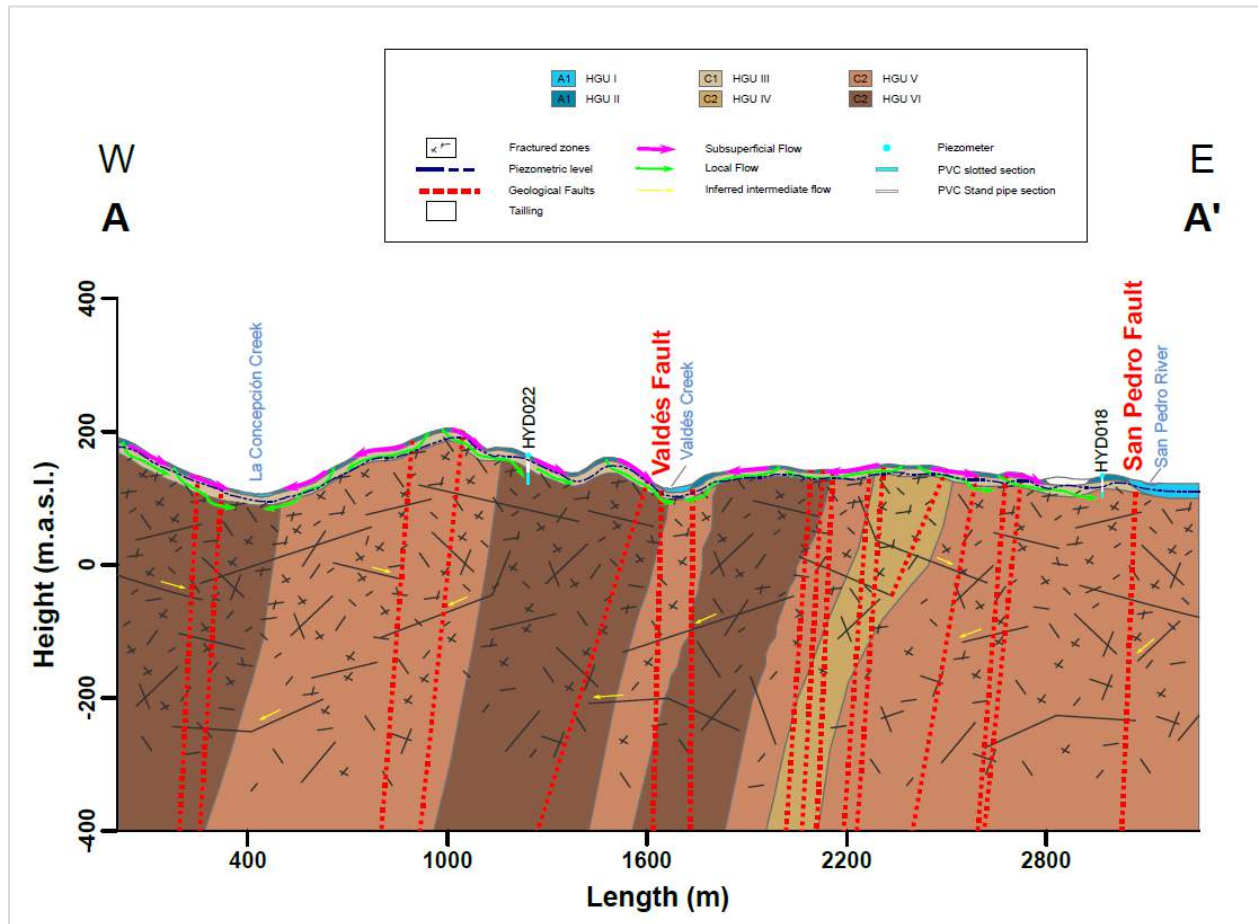 A1 HGU I
C1 HGU III
C2 HGU V
A1 HGU II
C2 HGU IV
C2 HGU VI
Fractured zones
Subsuperficial Flow
Piezometer
Piezometric level
Local Flow
PVC slotted section
Geological Faults
Inferred intermediate flow
PVC Stand pipe section
Tailling
W
E
A
A'
La Concepción Creek
HYD022
Valdés Fault
Valdés Creek
HYD018
San Pedro Fault
San Pedro River
Height (m.a.s.l.)
400
200
0
-200
-400
400
1000
1600
2200
2800
Length (m)